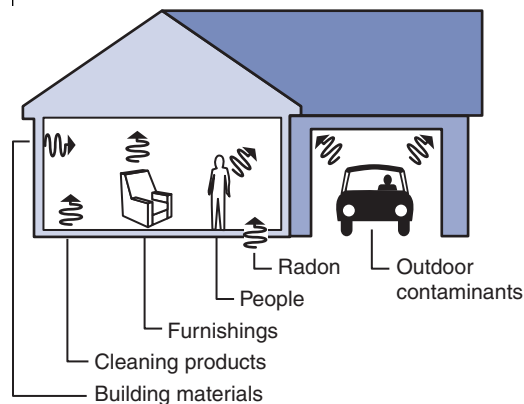 Radon
Outdoor
contaminants
People
Furnishings
Cleaning products
Building materials